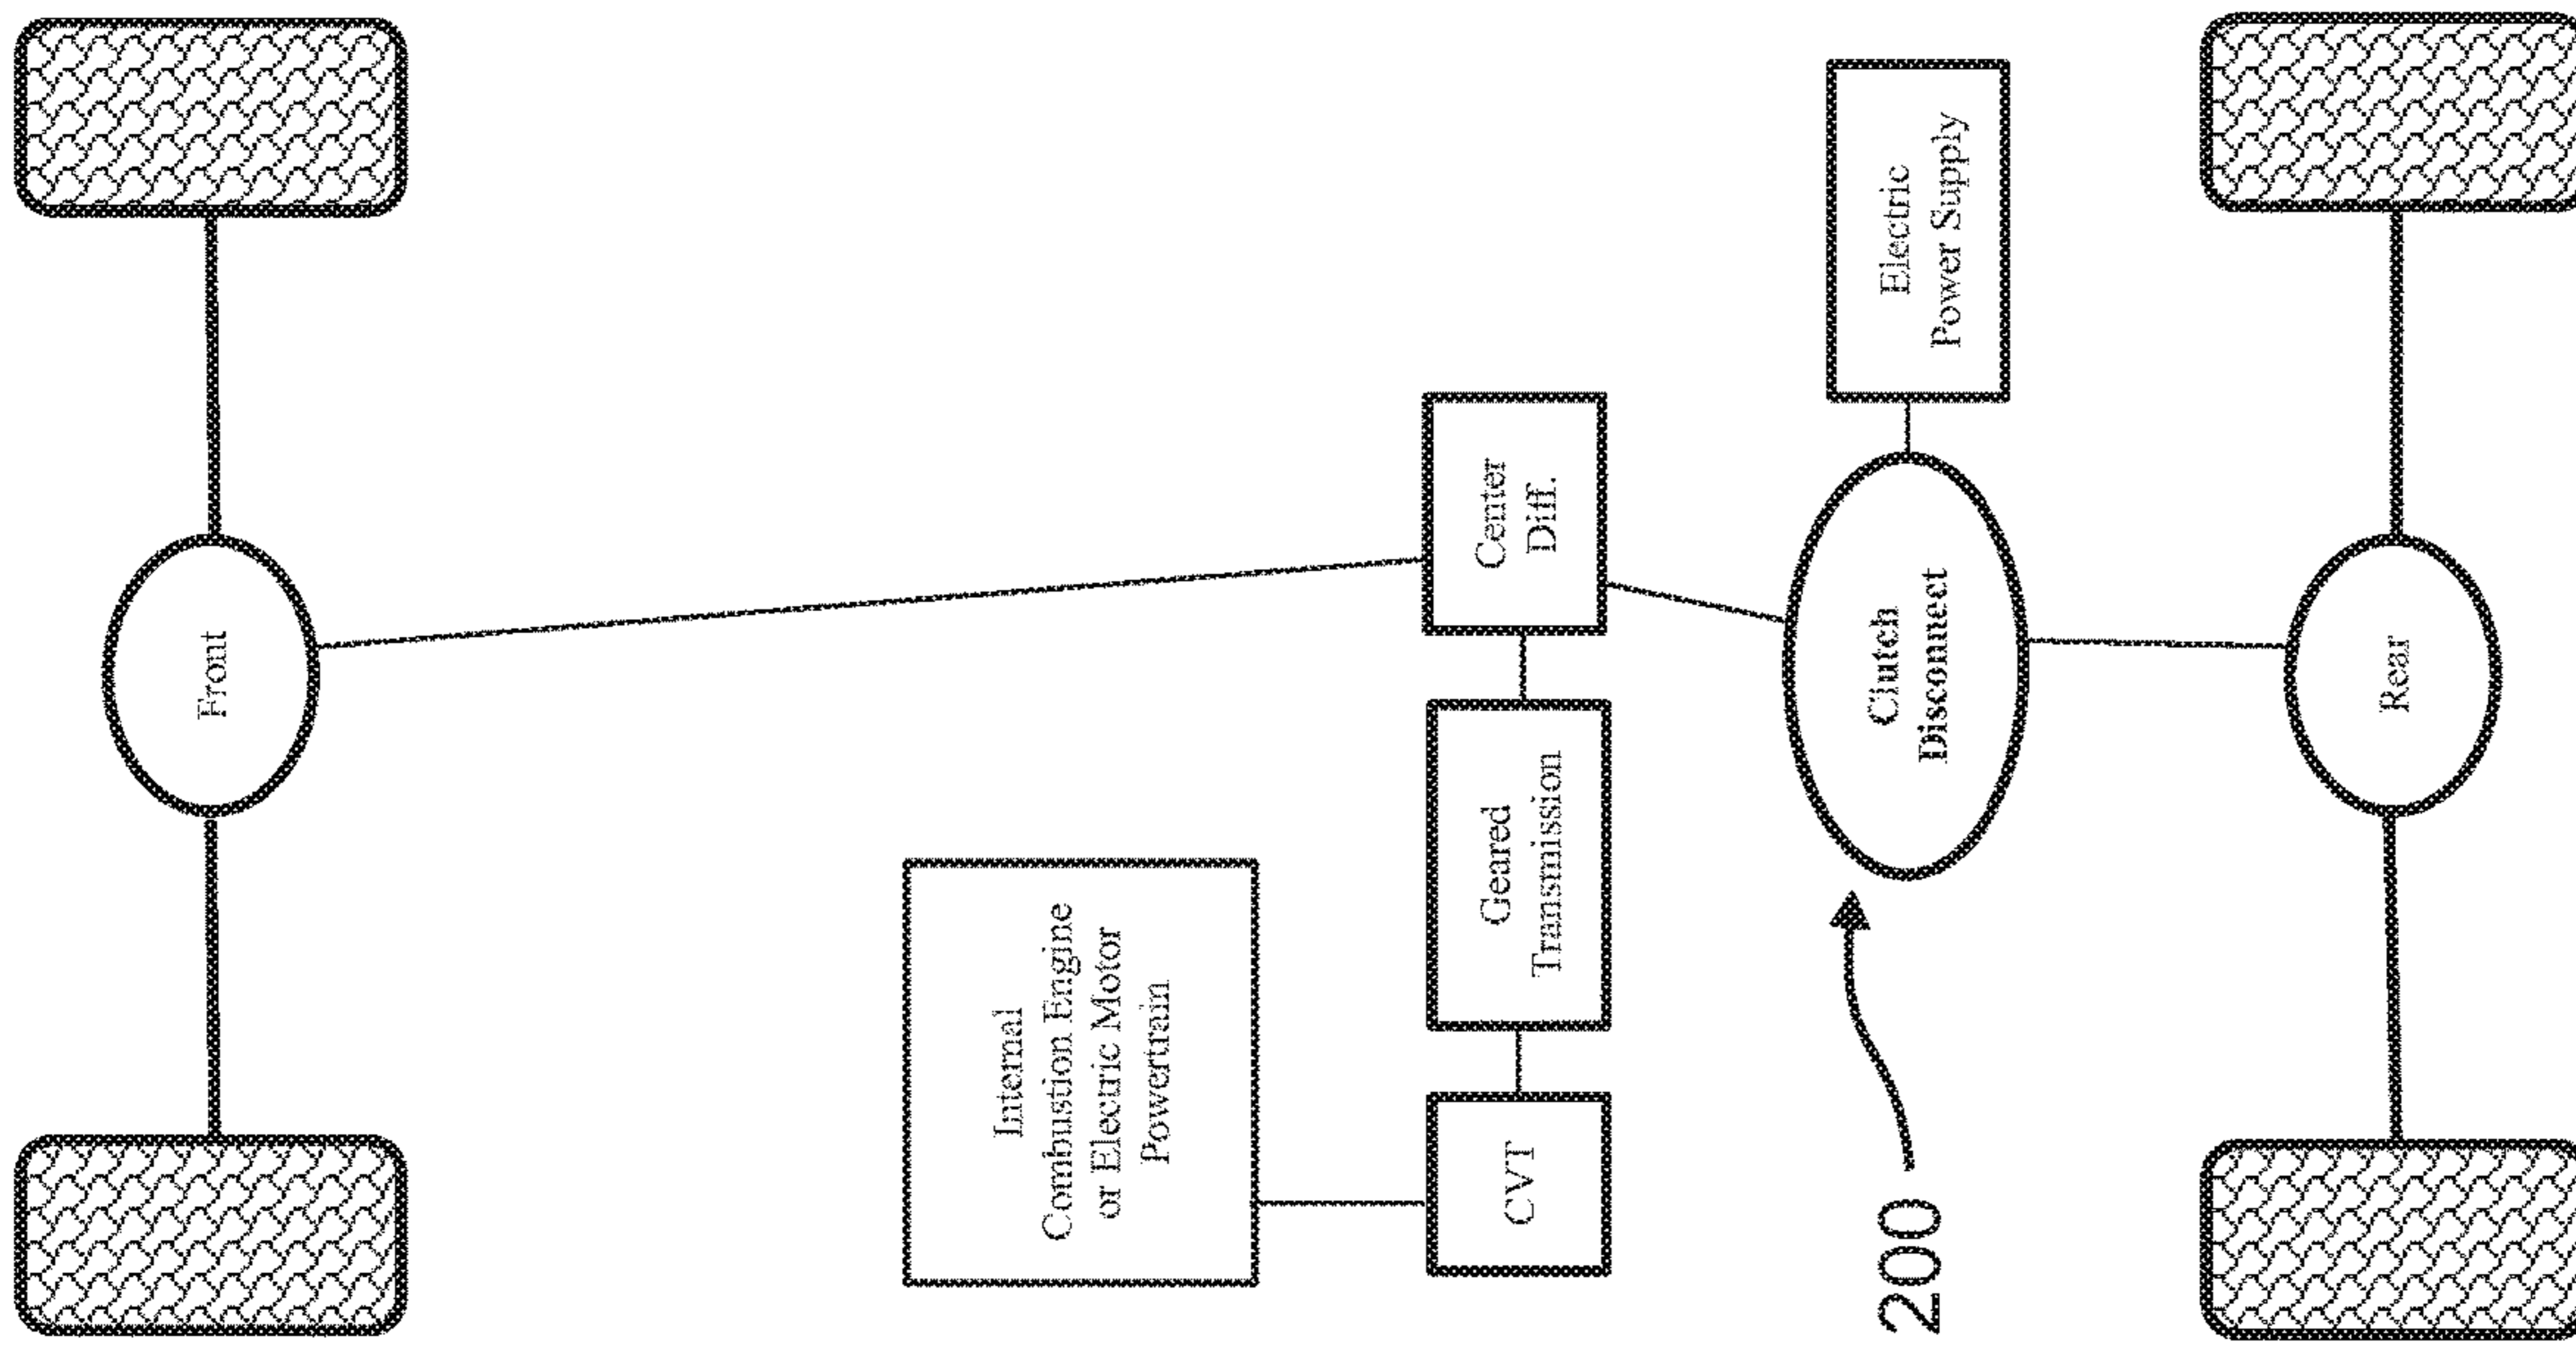 Front
Internal
Combustion Engine
or Electric Motor
Powertrain
CVT
Geared
Transmission
Center
Diff.
200
Clutch
Disconnect
Electric
Power Supply
Rear